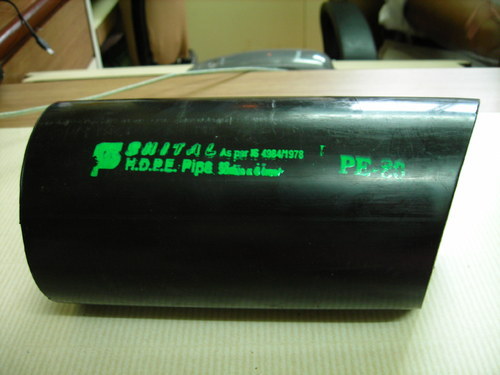 SHITAL As per IS 4984/1978
H.D.P.E. Pipe PE-80